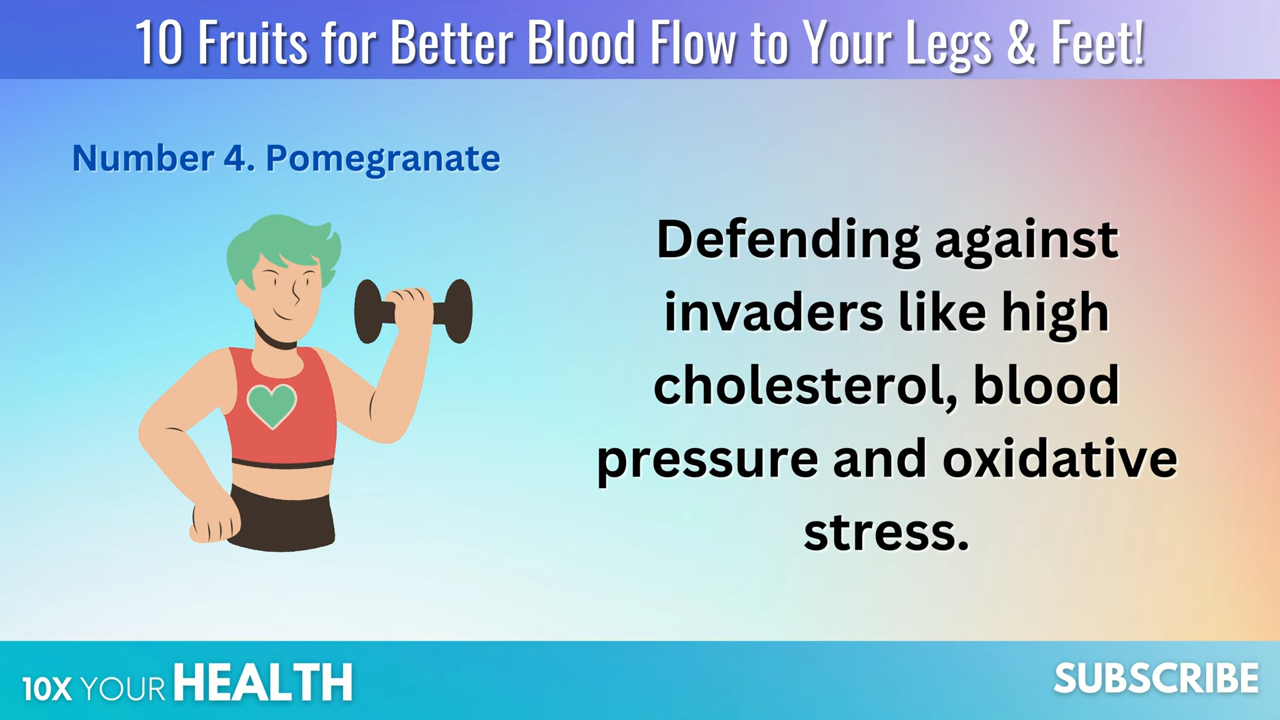 10 Fruits for Better Blood Flow to Your Legs & Feet!
Number 4. Pomegranate
Defending against
invaders like high
cholesterol, blood
pressure and oxidative
stress.
10X YOUR HEALTH
SUBSCRIBE